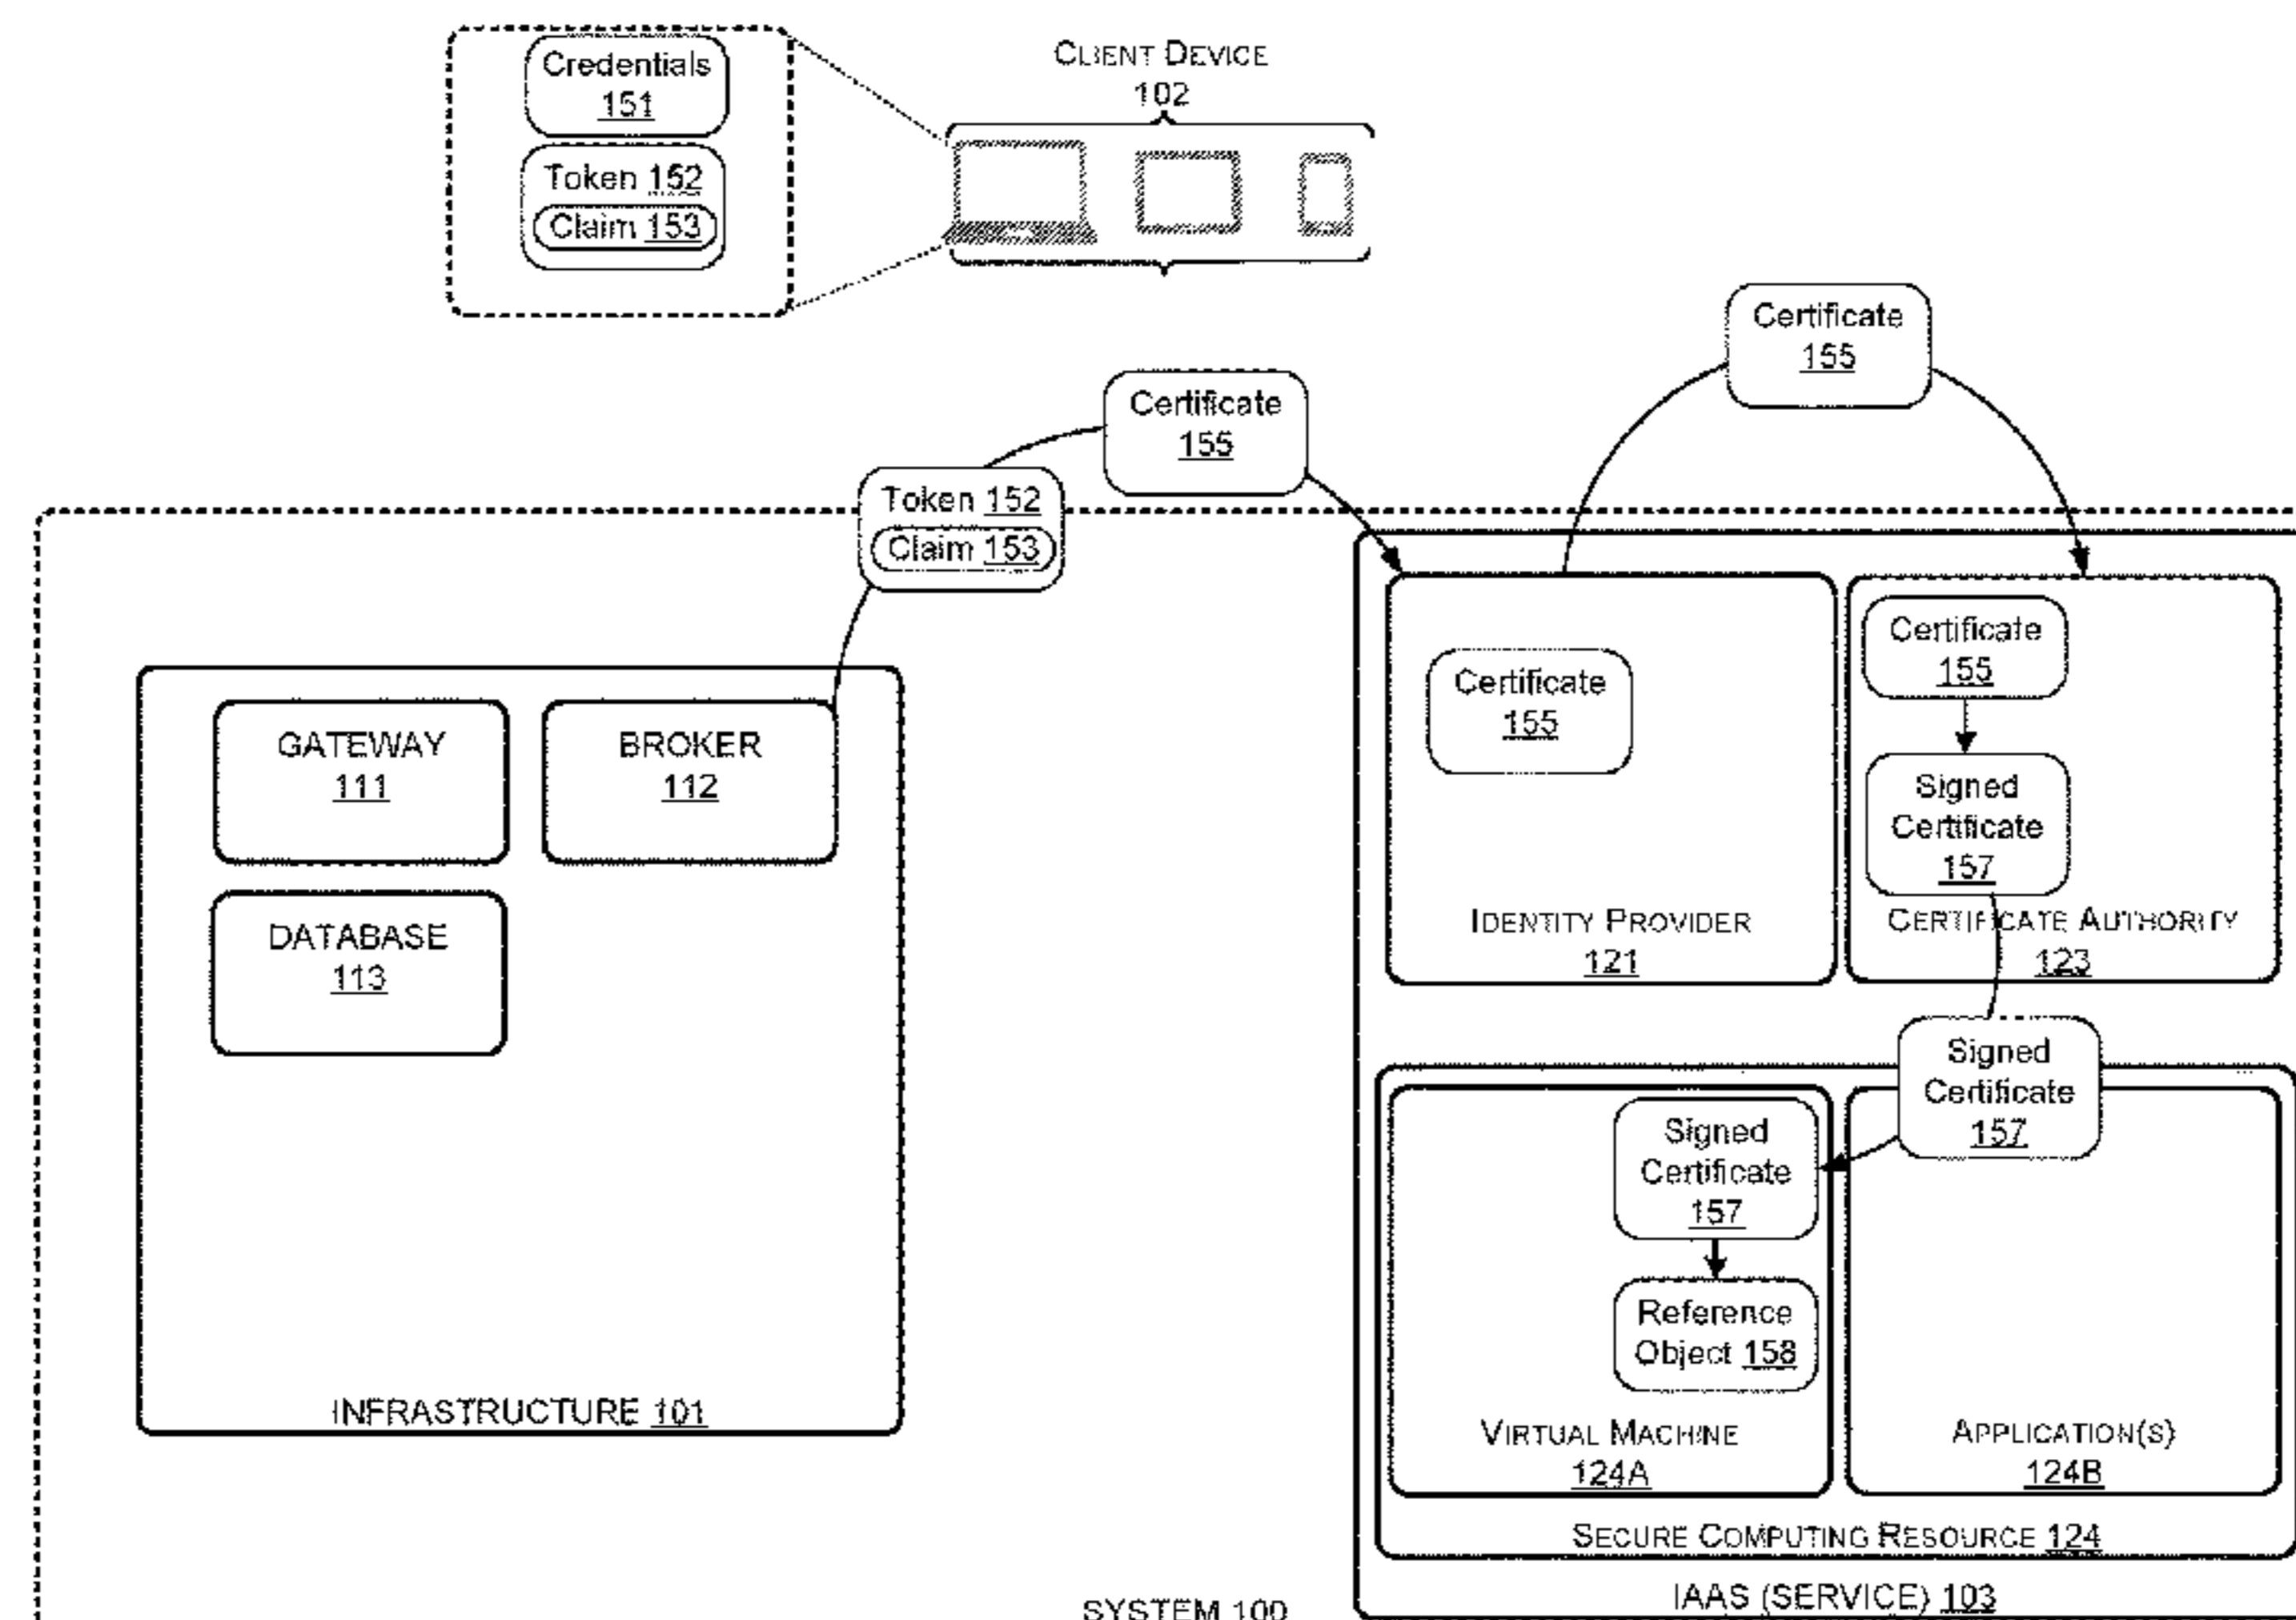 Credentials
151
Token 152
Claim 153
CLIENT DEVICE
102
Certificate
155
Certificate
155
Token 152
Claim 153
GATEWAY
111
BROKER
112
DATABASE
113
INFRASTRUCTURE 101
Certificate
155
IDENTITY PROVIDER
121
Certificate
155
Signed
Certificate
157
CERTIFICATE AUTHORITY
123
Signed
Certificate
157
Signed
Certificate
157
Reference
Object 158
VIRTUAL MACHINE
124A
APPLICATION(S)
124B
SECURE COMPUTING RESOURCE 124
IAAS (SERVICE) 103
SYSTEM 100